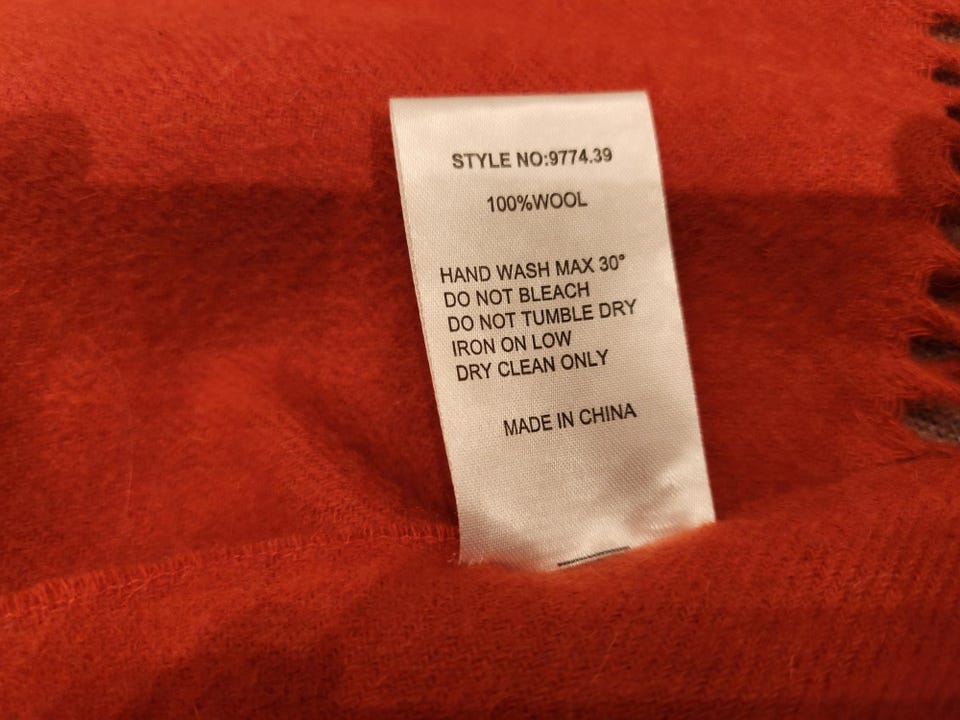 STYLE NO:9774.39
100%WOOL
HAND WASH MAX 30°
DO NOT BLEACH
DO NOT TUMBLE DRY
IRON ON LOW
DRY CLEAN ONLY
MADE IN CHINA